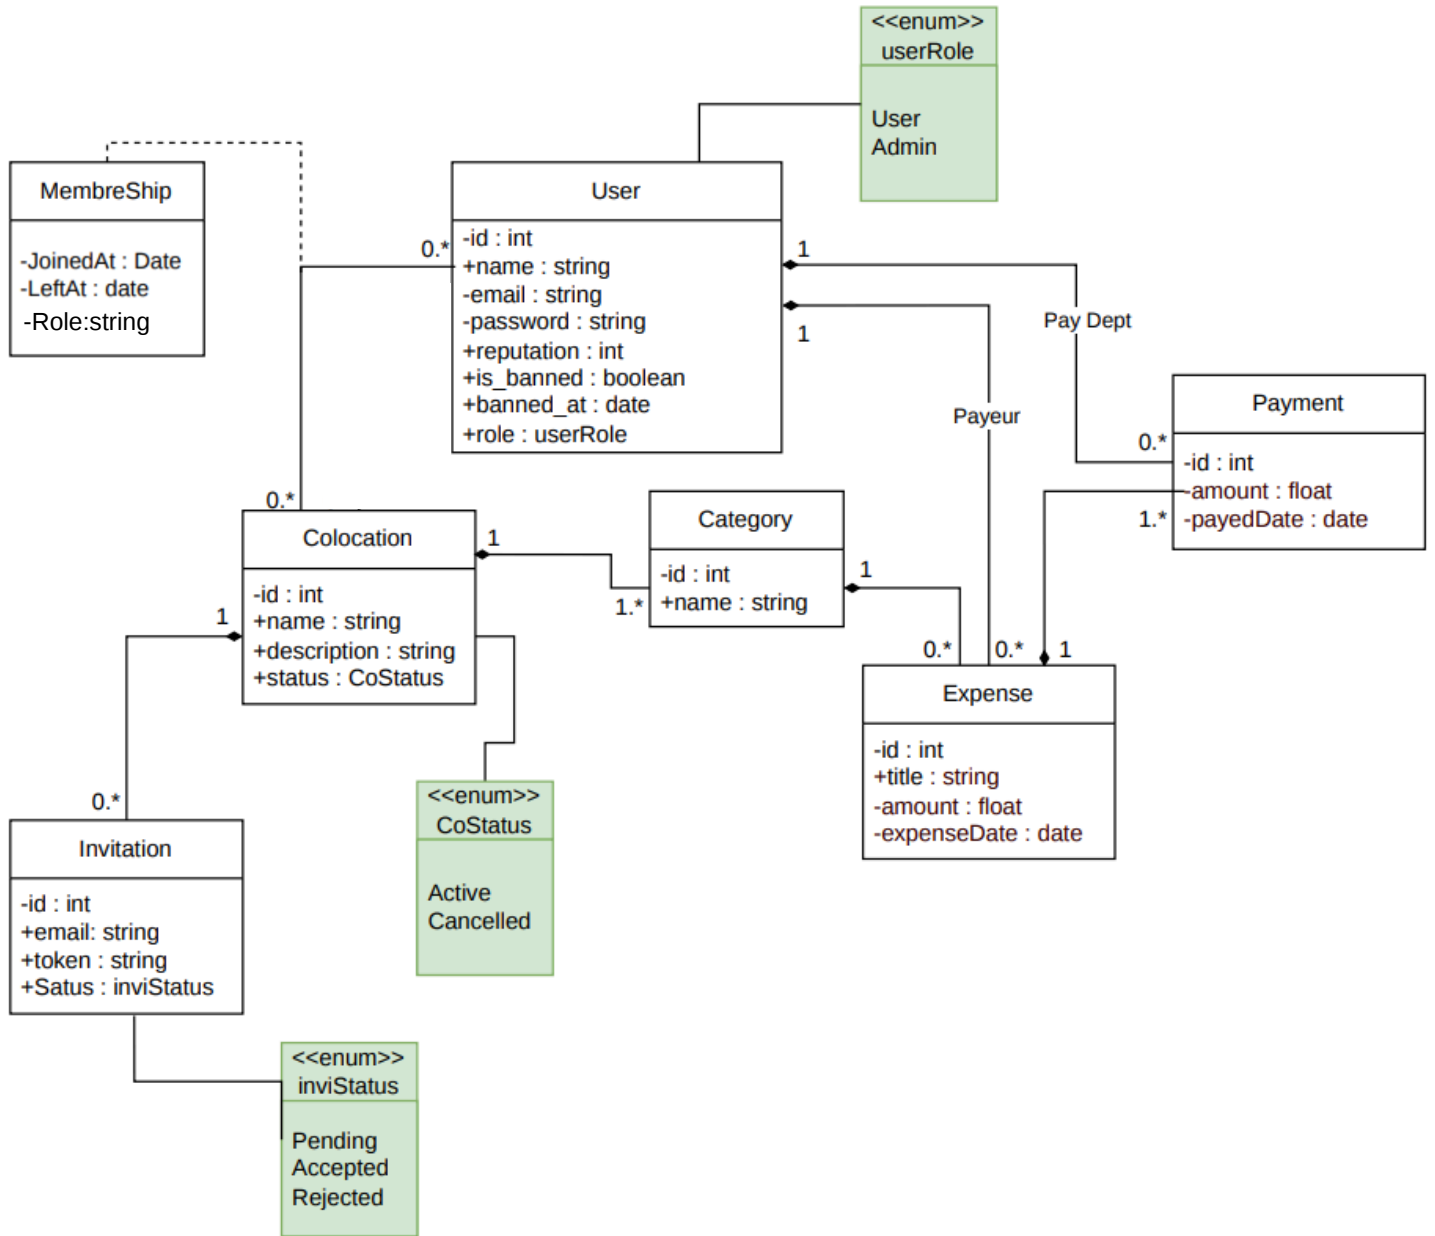 <<enum>>
userRole
User
Admin
MembreShip
-JoinedAt : Date
-LeftAt : date
-Role:string
User
-id : int
+name : string
-email : string
-password : string
+reputation : int
+is_banned : boolean
+banned_at : date
+role : userRole
0.*
1
1
Pay Dept
Payeur
Payment
-id : int
-amount : float
-payedDate : date
0.*
1.*
0.*
Colocation
-id : int
+name : string
+description : string
+status : CoStatus
1
1
1.*
Category
-id : int
+name : string
1
0.*
0.*
1
Expense
-id : int
+title : string
-amount : float
-expenseDate : date
0.*
Invitation
-id : int
+email: string
+token : string
+Satus : inviStatus
<<enum>>
CoStatus
Active
Cancelled
<<enum>>
inviStatus
Pending
Accepted
Rejected